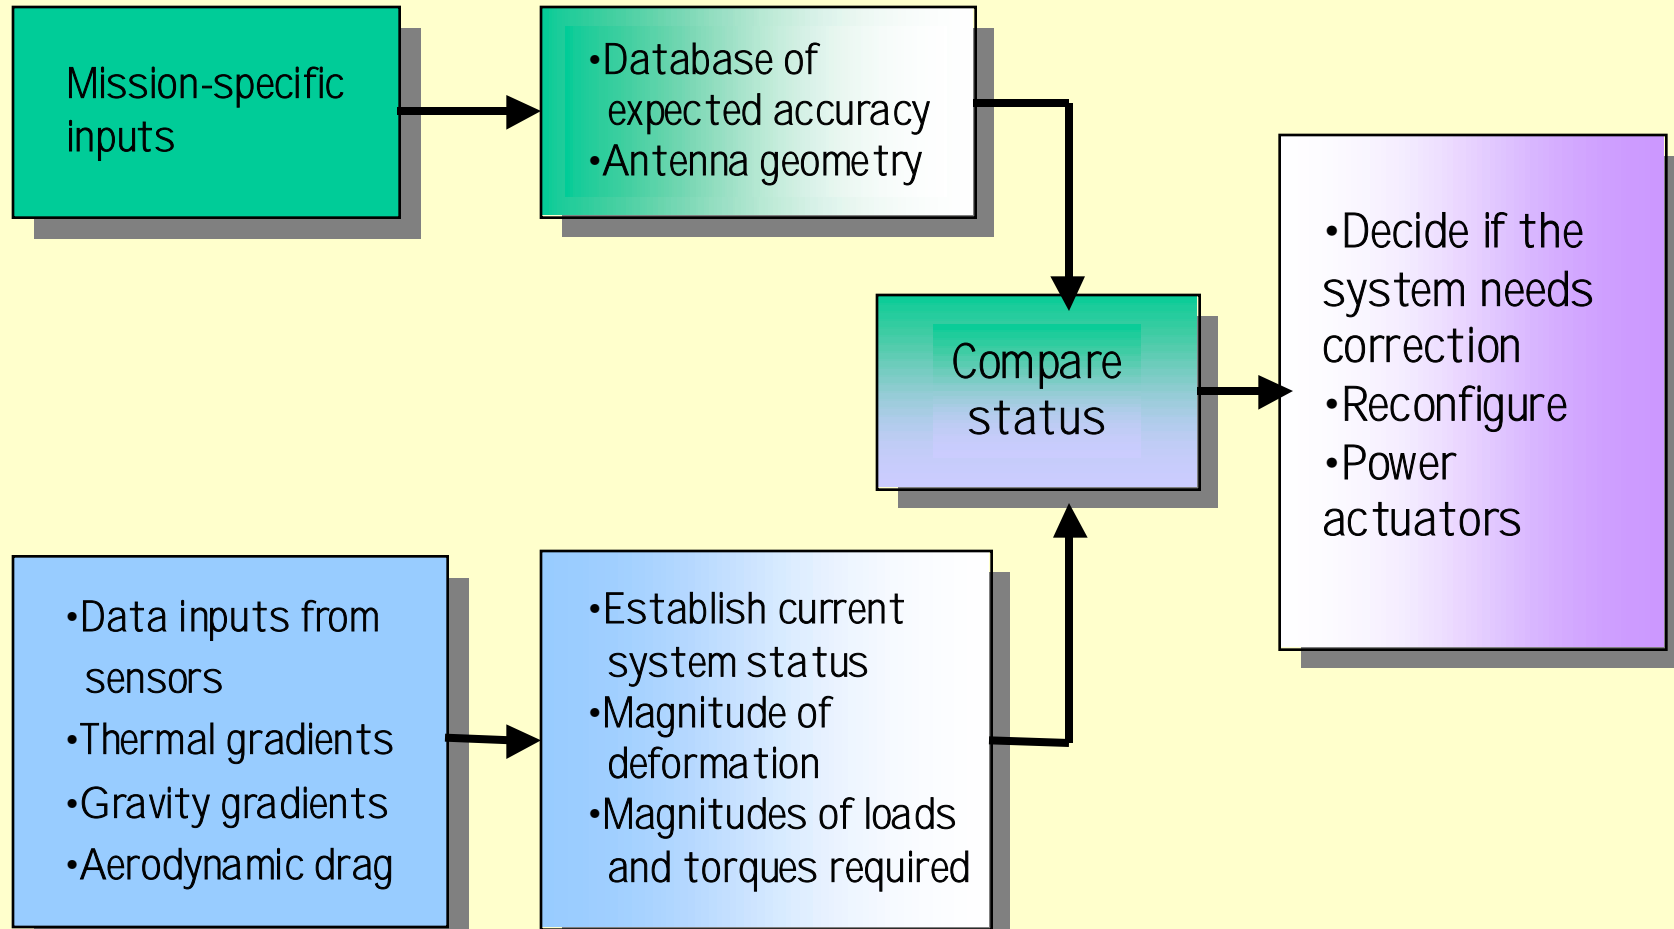 Mission-specific
inputs
•Database of
expected accuracy
•Antenna geometry
Compare
status
•Decide if the
system needs
correction
•Reconfigure
•Power
actuators
•Data inputs from
sensors
•Thermal gradients
•Gravity gradients
•Aerodynamic drag
•Establish current
system status
•Magnitude of
deformation
•Magnitudes of loads
and torques required